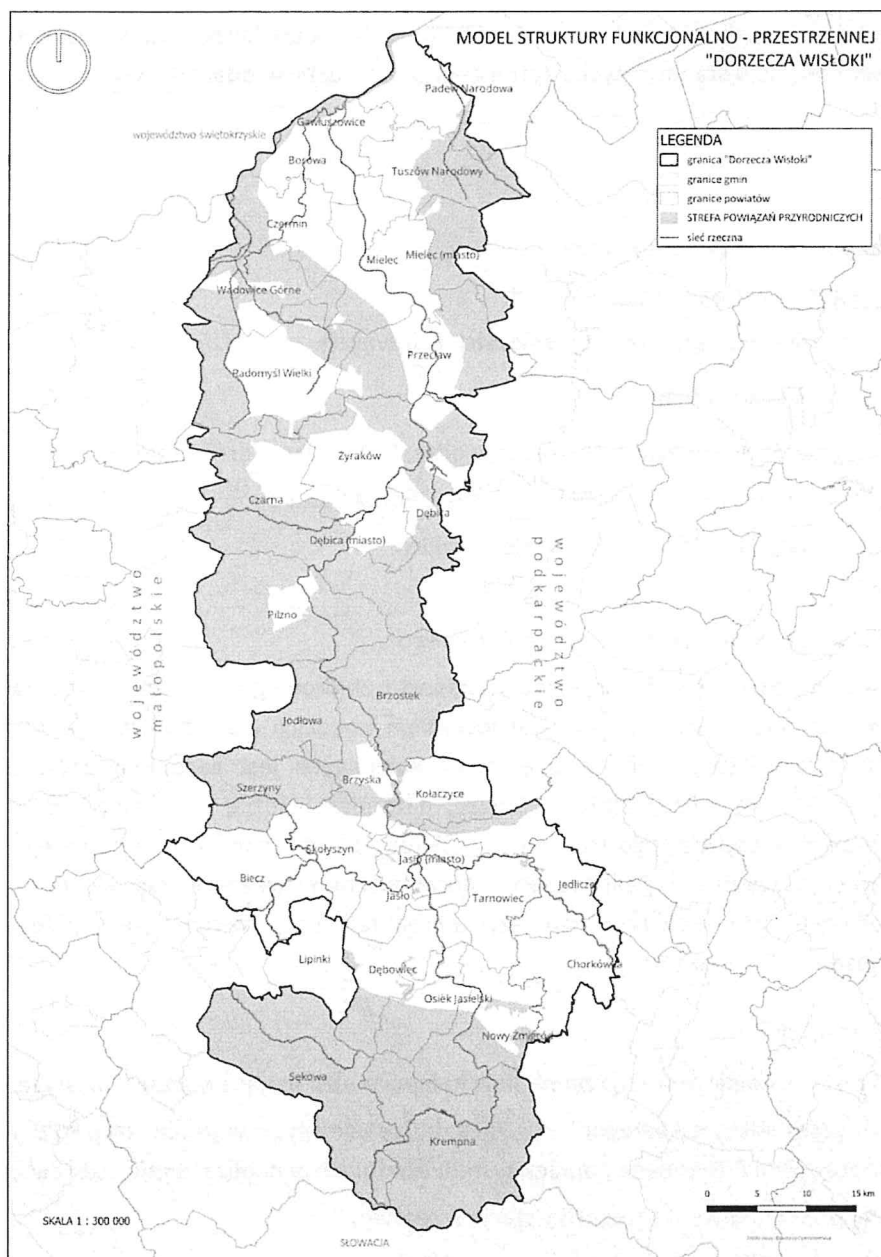 MODEL STRUKTURY FUNKCJONALNO - PRZESTRZENNEJ
"DORZECZA WISŁOKI"
Padew Narodowa
Gawłuszowice
województwo świętokrzyskie
LEGENDA
granica "Dorzecza Wisłoki"
granice gmin
granice powiatów
STREFA POWIĄZAŃ PRZYRODNICZYCH
sieć rzeczna
Borowa
Tuszów Narodowy
Czermin
Mielec
Mielec (miasto)
Wadowice Górne
Przecław
Radomyśl Wielki
Żyraków
Czarna
Dębica
Dębica (miasto)
województwo
podkarpackie
województwo
małopolskie
Pilzno
Brzostek
Jodłowa
Brzyska
Szerzyny
Kołaczyce
Skołyszyn
Jasło (miasto)
Biecz
Jedlicze
Jasło
Tarnowiec
Lipinki
Dębowiec
Chorkówka
Osiek Jasielski
Nowy Żmigród
Sękowa
Krempna
0 5 10 15 km
SKALA 1 : 300 000
SŁOWACJA